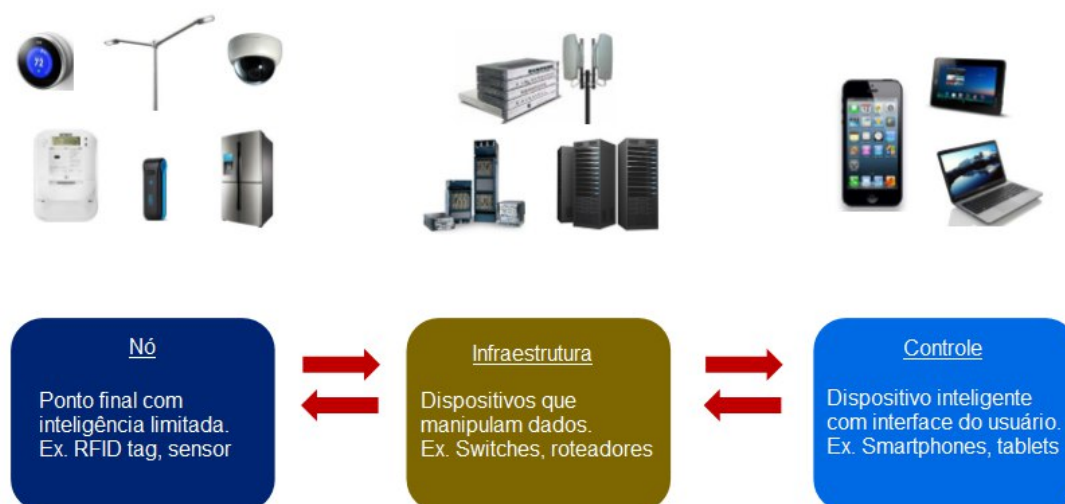 72
Nó
Ponto final com
inteligência limitada.
Ex. RFID tag, sensor
Infraestrutura
Dispositivos que
manipulam dados.
Ex. Switches, roteadores
Controle
Dispositivo inteligente
com interface do usuário.
Ex. Smartphones, tablets